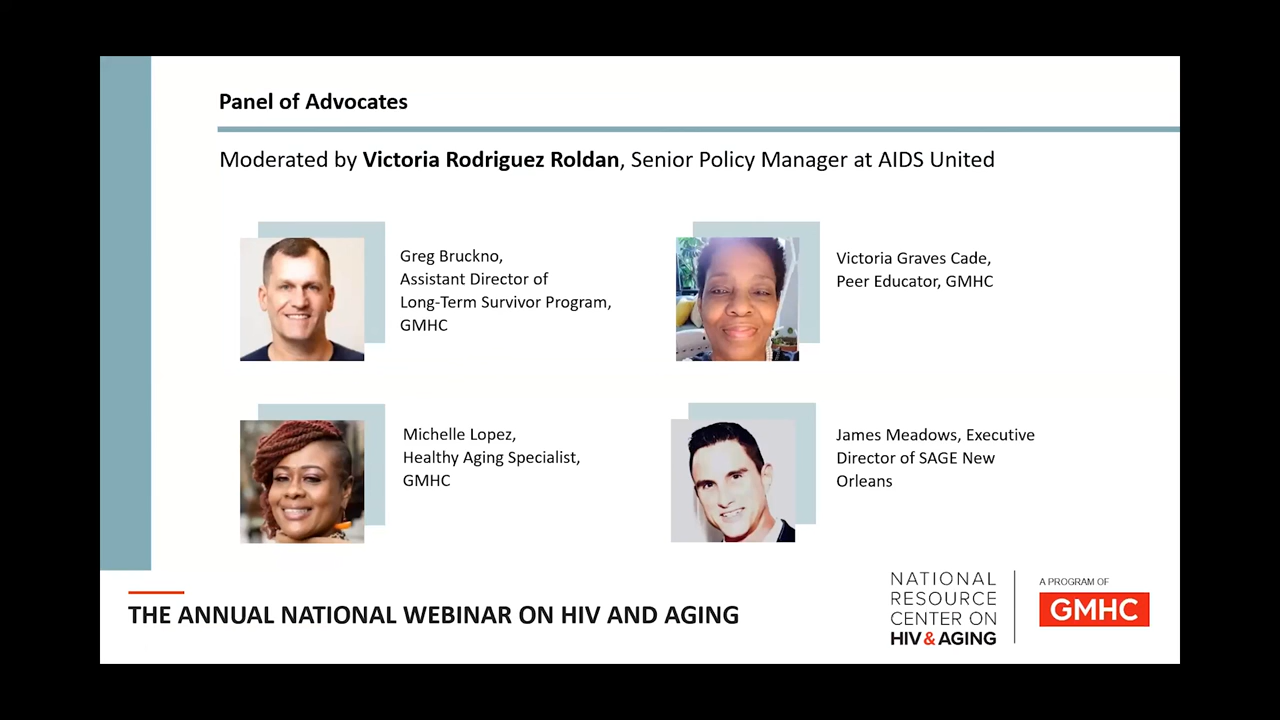 Panel of Advocates
Moderated by Victoria Rodriguez Roldan, Senior Policy Manager at AIDS United
Greg Bruckno,
Assistant Director of
Long-Term Survivor Program,
GMHC
Victoria Graves Cade,
Peer Educator, GMHC
Michelle Lopez,
Healthy Aging Specialist,
GMHC
James Meadows, Executive
Director of SAGE New
Orleans
THE ANNUAL NATIONAL WEBINAR ON HIV AND AGING
NATIONAL
RESOURCE
CENTER ON
HIV & AGING
A PROGRAM OF
GMHC